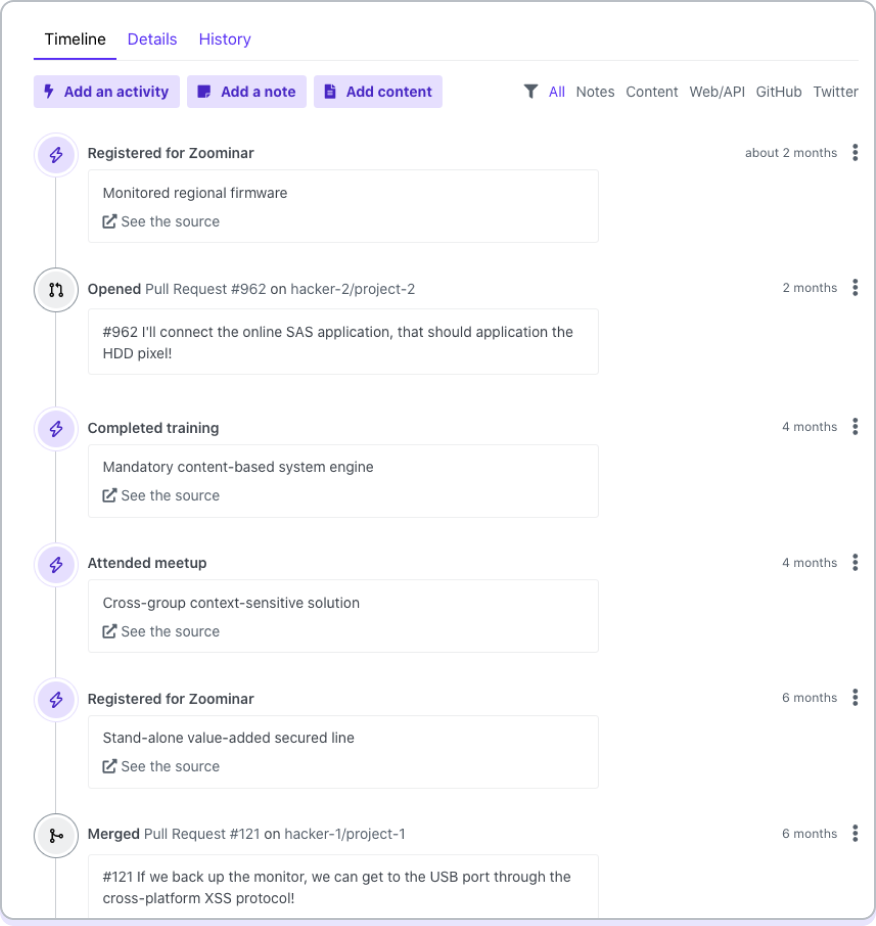 Timeline Details History
Add an activity Add a note Add content All Notes Content Web/API GitHub Twitter
Registered for Zoominar about 2 months
Monitored regional firmware
See the source
Opened Pull Request #962 on hacker-2/project-2 2 months
#962 I'll connect the online SAS application, that should application the
HDD pixel!
Completed training 4 months
Mandatory content-based system engine
See the source
Attended meetup 4 months
Cross-group context-sensitive solution
See the source
Registered for Zoominar 6 months
Stand-alone value-added secured line
See the source
Merged Pull Request #121 on hacker-1/project-1 6 months
#121 If we back up the monitor, we can get to the USB port through the
cross-platform XSS protocol!